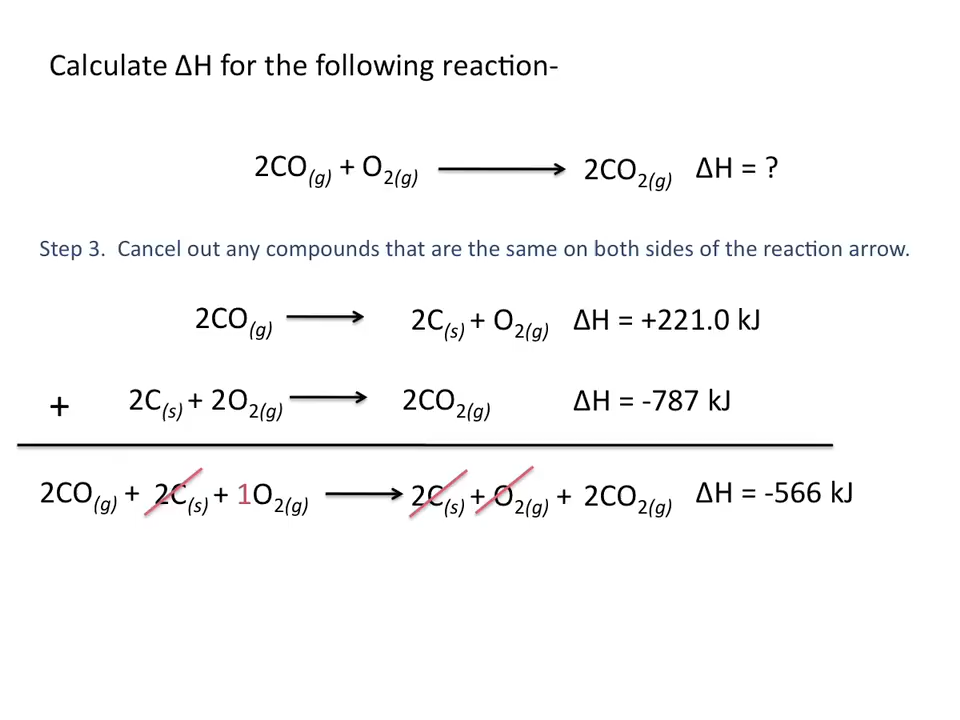 Calculate ΔH for the following reaction-
2CO(g) + O2(g) ⟶ 2CO2(g) ΔH = ?
Step 3. Cancel out any compounds that are the same on both sides of the reaction arrow.
2CO(g) ⟶ 2C(s) + O2(g) ΔH = +221.0 kJ
+ 2C(s) + 2O2(g) ⟶ 2CO2(g) ΔH = -787 kJ
2CO(g) + 2C(s) + 1O2(g) ⟶ 2C(s) + O2(g) + 2CO2(g) ΔH = -566 kJ